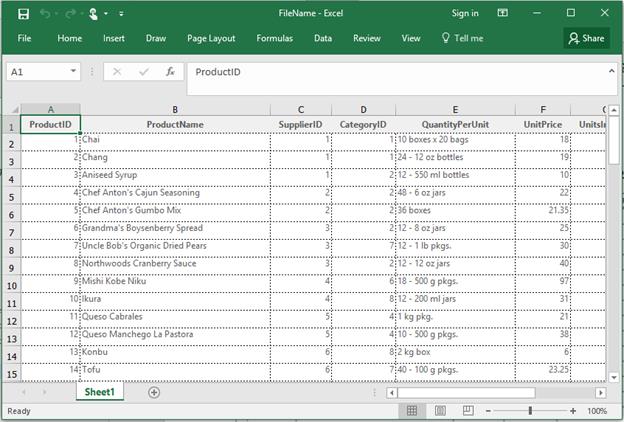 FileName - Excel Sign in
File Home Insert Draw Page Layout Formulas Data Review View Tell me Share
A1 fx ProductID
A B C D E F
1 ProductID ProductName SupplierID CategoryID QuantityPerUnit UnitPrice
2 1 Chai 1 1 10 boxes x 20 bags 18
3 2 Chang 1 1 24 - 12 oz bottles 19
4 3 Aniseed Syrup 1 2 12 - 550 ml bottles 10
5 4 Chef Anton's Cajun Seasoning 2 2 48 - 6 oz jars 22
6 5 Chef Anton's Gumbo Mix 2 2 36 boxes 21.35
7 6 Grandma's Boysenberry Spread 3 2 12 - 8 oz jars 25
8 7 Uncle Bob's Organic Dried Pears 3 7 12 - 1 lb pkgs. 30
9 8 Northwoods Cranberry Sauce 3 2 12 - 12 oz jars 40
10 9 Mishi Kobe Niku 4 6 18 - 500 g pkgs. 97
11 10 Ikura 4 8 12 - 200 ml jars 31
12 11 Queso Cabrales 5 4 1 kg pkg. 21
13 12 Queso Manchego La Pastora 5 4 10 - 500 g pkgs. 38
14 13 Konbu 6 8 2 kg box 6
15 14 Tofu 6 7 40 - 100 g pkgs. 23.25
Sheet1
Ready 100%